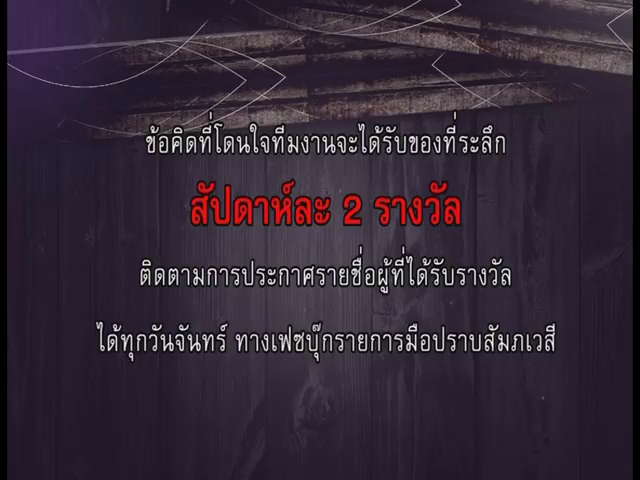 ข้อคิดที่โดนใจทีมงานจะได้รับของที่ระลึก
สัปดาห์ละ 2 รางวัล
ติดตามการประกาศรายชื่อผู้ที่ได้รับรางวัล
ได้ทุกวันจันทร์ ทางเฟซบุ๊กรายการมือปราบสัมภเวสี